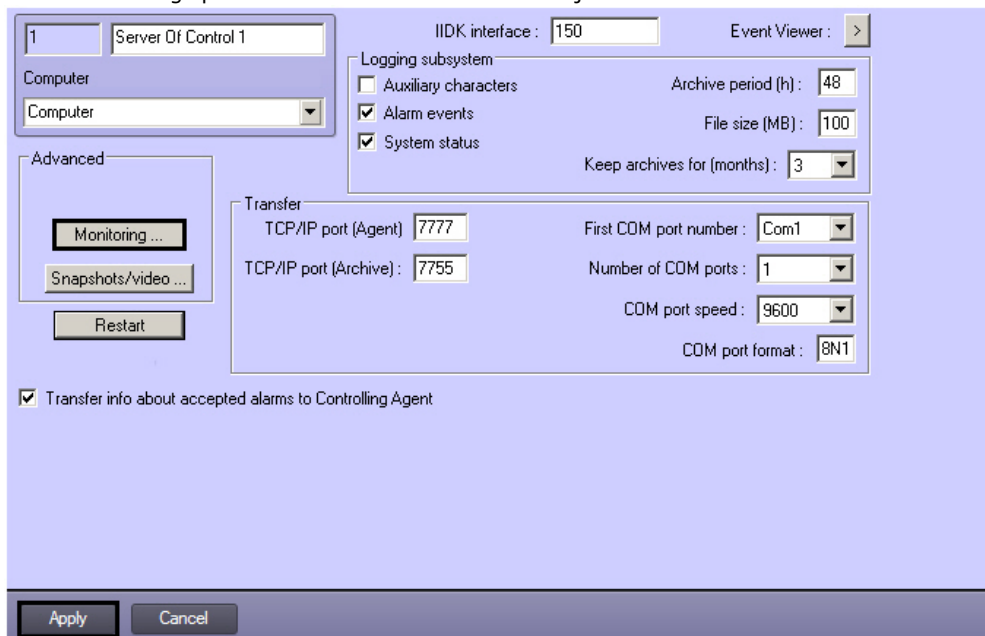 1
Server Of Control 1
IIDK interface : 150
Event Viewer : >
Computer
Computer
Logging subsystem
Auxiliary characters
Alarm events
System status
Archive period (h) : 48
File size (MB) : 100
Keep archives for (months) : 3
Advanced
Monitoring ...
Snapshots/video ...
Restart
Transfer
TCP/IP port (Agent) 7777
TCP/IP port (Archive) : 7755
First COM port number : Com1
Number of COM ports : 1
COM port speed : 9600
COM port format : 8N1
Transfer info about accepted alarms to Controlling Agent
Apply
Cancel